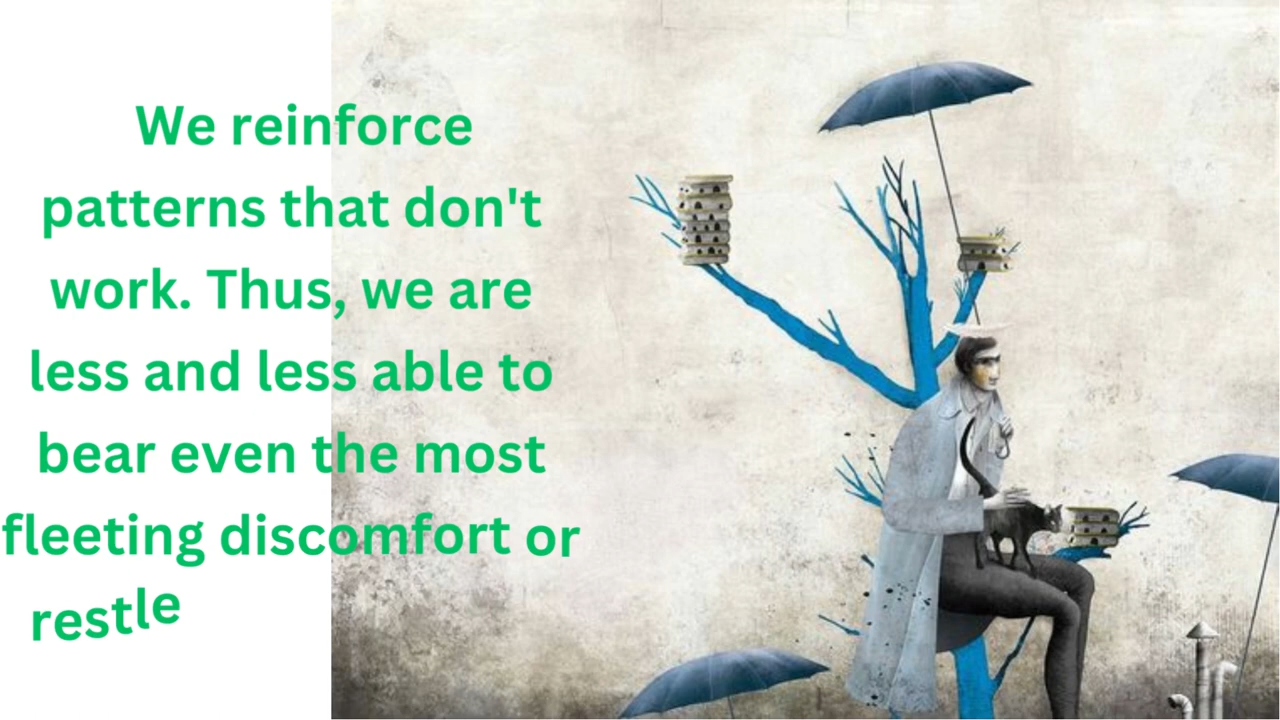 We reinforce
patterns that don't
work. Thus, we are
less and less able to
bear even the most
fleeting discomfort or
restle